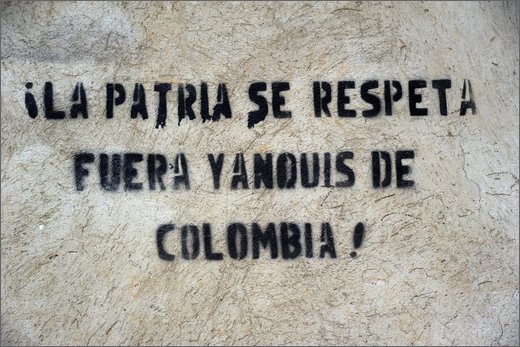 ¡LA PATRIA SE RESPETA
FUERA YANQUIS DE
COLOMBIA!